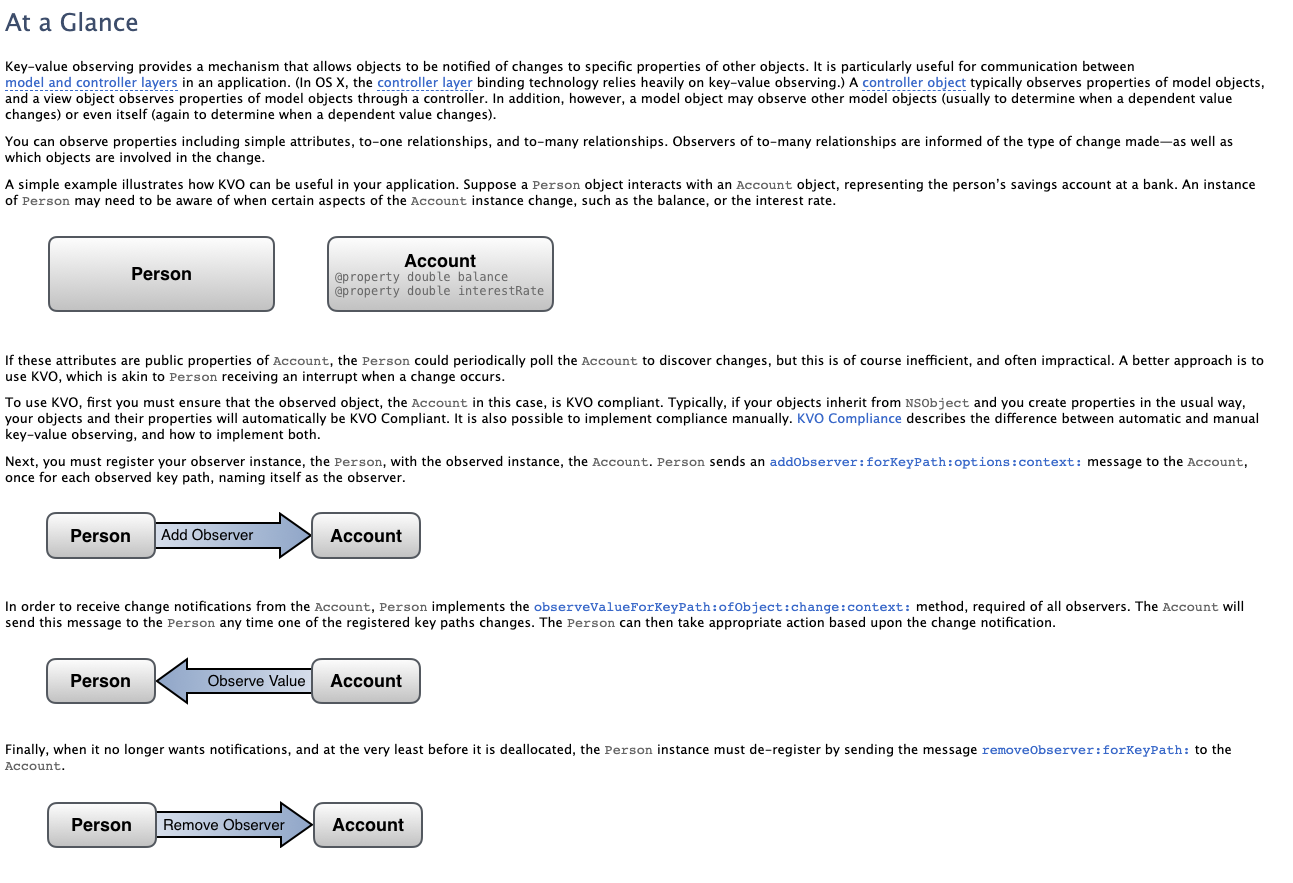 At a Glance
Key-value observing provides a mechanism that allows objects to be notified of changes to specific properties of other objects. It is particularly useful for communication between
model and controller layers in an application. (In OS X, the controller layer binding technology relies heavily on key-value observing.) A controller object typically observes properties of model objects,
and a view object observes properties of model objects through a controller. In addition, however, a model object may observe other model objects (usually to determine when a dependent value
changes) or even itself (again to determine when a dependent value changes).
You can observe properties including simple attributes, to-one relationships, and to-many relationships. Observers of to-many relationships are informed of the type of change made—as well as
which objects are involved in the change.
A simple example illustrates how KVO can be useful in your application. Suppose a Person object interacts with an Account object, representing the person’s savings account at a bank. An instance
of Person may need to be aware of when certain aspects of the Account instance change, such as the balance, or the interest rate.
Person
Account
@property double balance
@property double interestRate
If these attributes are public properties of Account, the Person could periodically poll the Account to discover changes, but this is of course inefficient, and often impractical. A better approach is to
use KVO, which is akin to Person receiving an interrupt when a change occurs.
To use KVO, first you must ensure that the observed object, the Account in this case, is KVO compliant. Typically, if your objects inherit from NSObject and you create properties in the usual way,
your objects and their properties will automatically be KVO Compliant. It is also possible to implement compliance manually. KVO Compliance describes the difference between automatic and manual
key-value observing, and how to implement both.
Next, you must register your observer instance, the Person, with the observed instance, the Account. Person sends an addObserver:forKeyPath:options:context: message to the Account,
once for each observed key path, naming itself as the observer.
Person Add Observer Account
In order to receive change notifications from the Account, Person implements the observeValueForKeyPath:ofObject:change:context: method, required of all observers. The Account will
send this message to the Person any time one of the registered key paths changes. The Person can then take appropriate action based upon the change notification.
Person Observe Value Account
Finally, when it no longer wants notifications, and at the very least before it is deallocated, the Person instance must de-register by sending the message removeObserver:forKeyPath: to the
Account.
Person Remove Observer Account